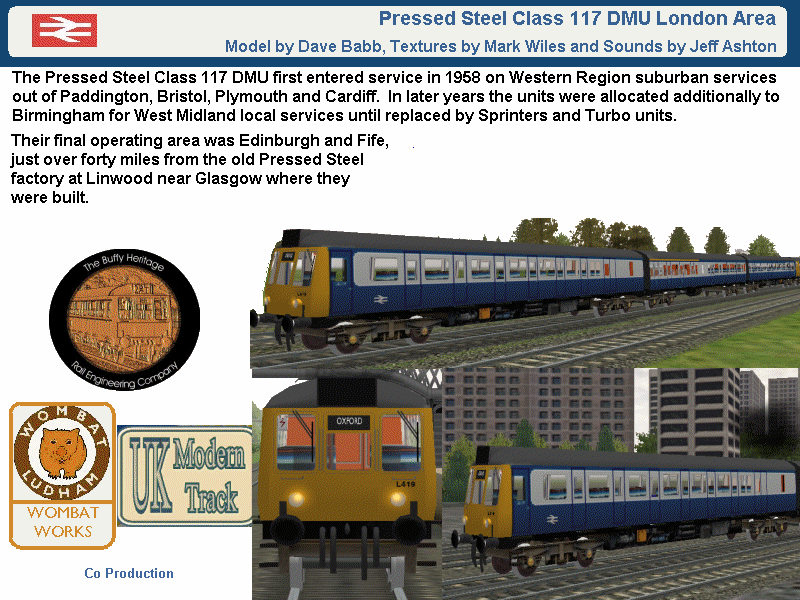 Pressed Steel Class 117 DMU London Area
Model by Dave Babb, Textures by Mark Wiles and Sounds by Jeff Ashton
The Pressed Steel Class 117 DMU first entered service in 1958 on Western Region suburban services
out of Paddington, Bristol, Plymouth and Cardiff. In later years the units were allocated additionally to
Birmingham for West Midland local services until replaced by Sprinters and Turbo units.
Their final operating area was Edinburgh and Fife,
just over forty miles from the old Pressed Steel
factory at Linwood near Glasgow where they
were built.
The Buffy Heritage
Rail Engineering Company
WOMBAT
LUDHAM
WOMBAT
WORKS
UK Modern
Track
OXFORD
L419
Co Production